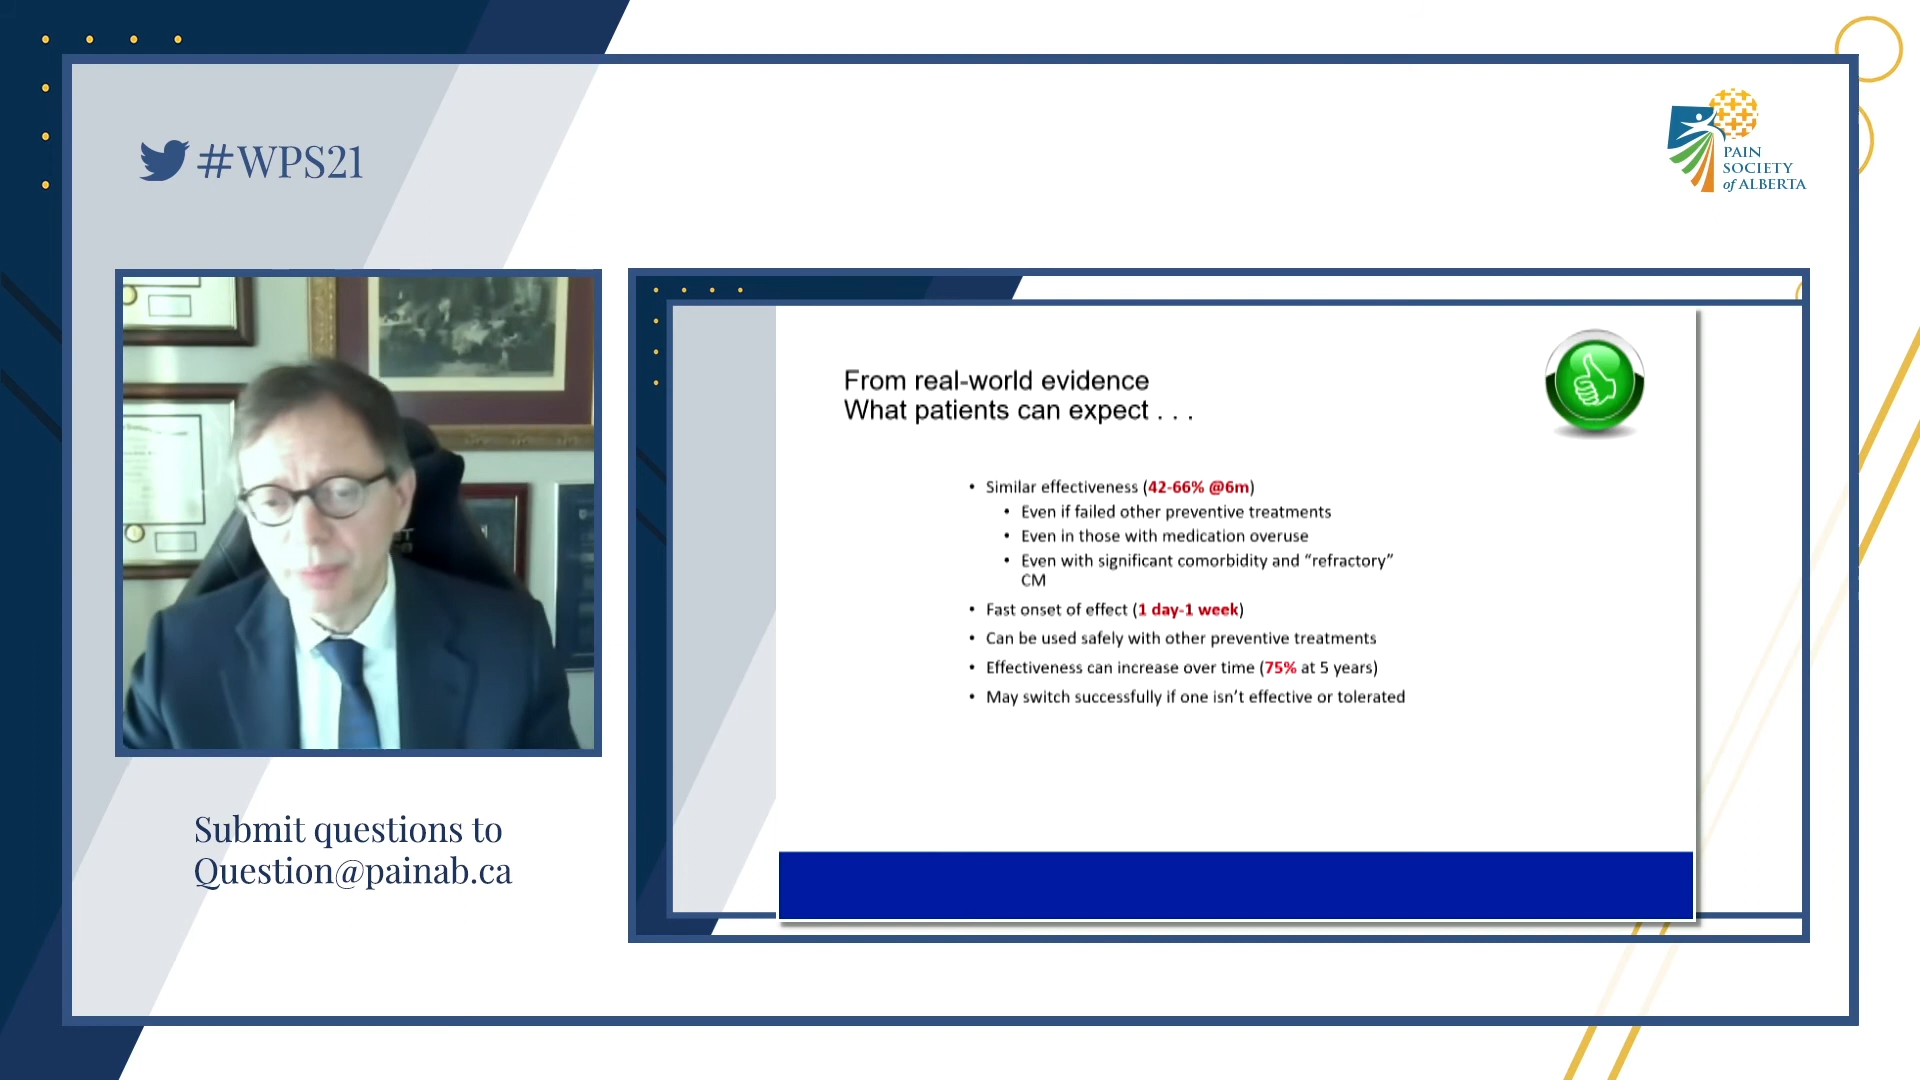 #WPS21
PAIN
SOCIETY
of ALBERTA
From real-world evidence
What patients can expect . . .
• Similar effectiveness (42-66% @6m)
• Even if failed other preventive treatments
• Even in those with medication overuse
• Even with significant comorbidity and “refractory”
CM
• Fast onset of effect (1 day-1 week)
• Can be used safely with other preventive treatments
• Effectiveness can increase over time (75% at 5 years)
• May switch successfully if one isn’t effective or tolerated
Submit questions to
Question@painab.ca